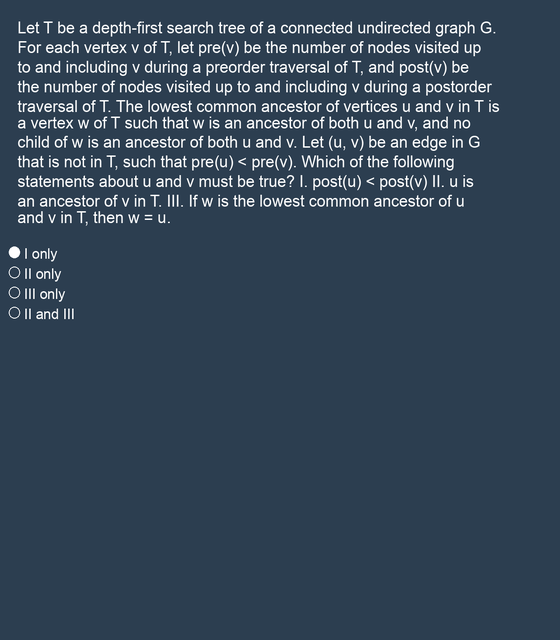 Let T be a depth-first search tree of a connected undirected graph G.
For each vertex v of T, let pre(v) be the number of nodes visited up
to and including v during a preorder traversal of T, and post(v) be
the number of nodes visited up to and including v during a postorder
traversal of T. The lowest common ancestor of vertices u and v in T is
a vertex w of T such that w is an ancestor of both u and v, and no
child of w is an ancestor of both u and v. Let (u, v) be an edge in G
that is not in T, such that pre(u) < pre(v). Which of the following
statements about u and v must be true? I. post(u) < post(v) II. u is
an ancestor of v in T. III. If w is the lowest common ancestor of u
and v in T, then w = u.
I only
II only
III only
II and III